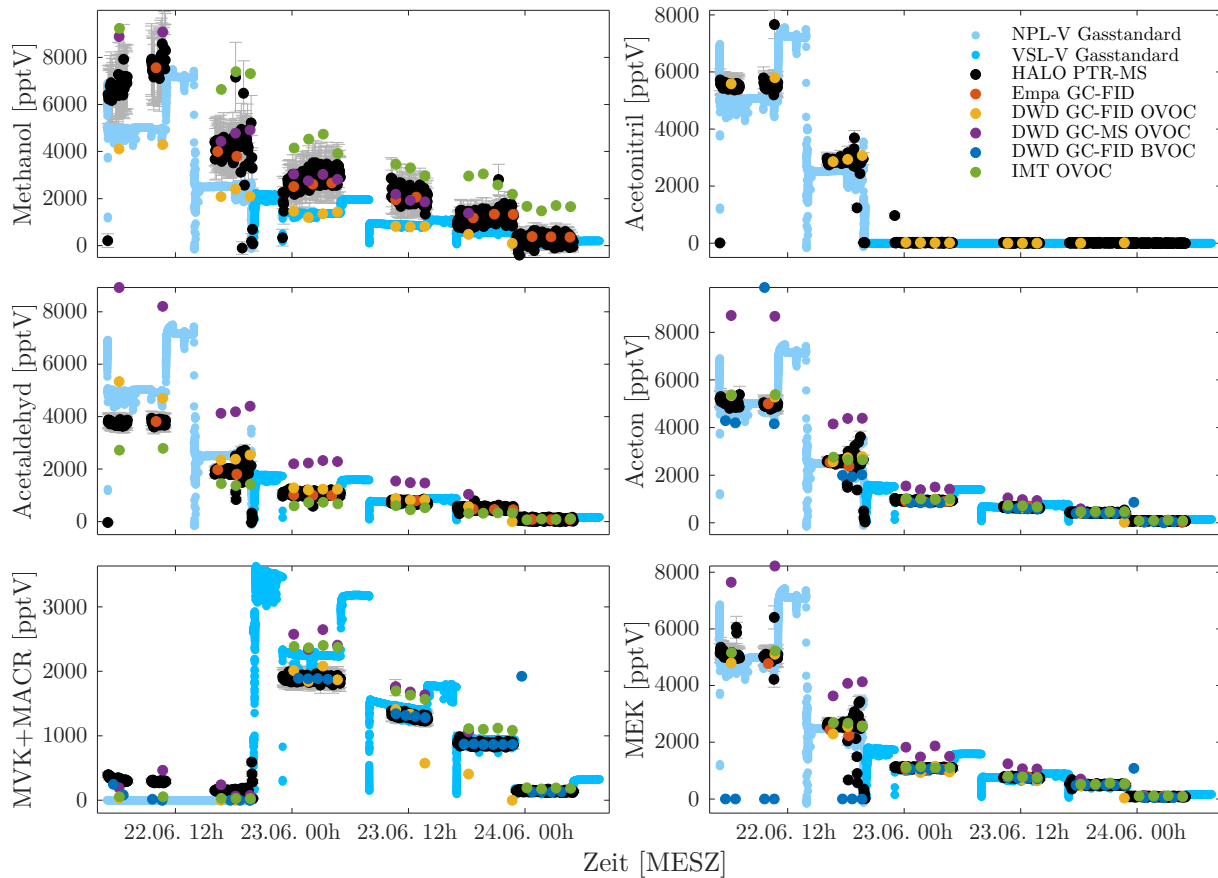 Methanol [pptV]
8000
6000
4000
2000
0
Acetonitril [pptV]
8000
6000
4000
2000
0
NPL-V Gasstandard
VSL-V Gasstandard
HALO PTR-MS
Empa GC-FID
DWD GC-FID OVOC
DWD GC-MS OVOC
DWD GC-FID BVOC
IMT OVOC
Acetaldehyd [pptV]
8000
6000
4000
2000
0
Aceton [pptV]
8000
6000
4000
2000
0
MVK+MACR [pptV]
3000
2000
1000
0
22.06. 12h
23.06. 00h
23.06. 12h
24.06. 00h
MEK [pptV]
8000
6000
4000
2000
0
22.06. 12h
23.06. 00h
23.06. 12h
24.06. 00h
Zeit [MESZ]